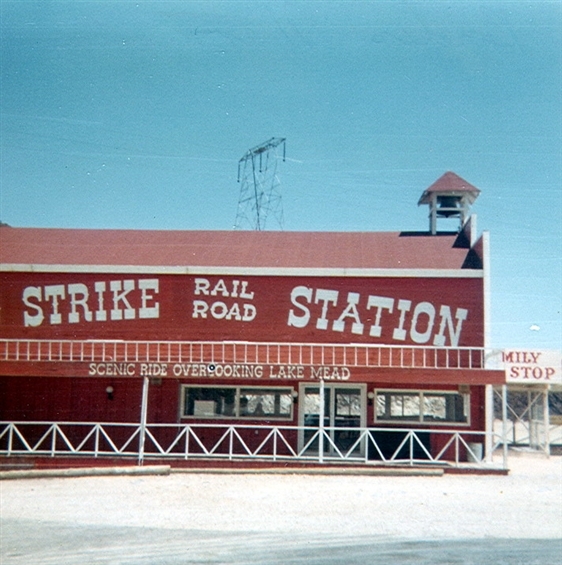 STRIKE RAIL ROAD STATION
SCENIC RIDE OVERLOOKING LAKE MEAD
MILY
STOP